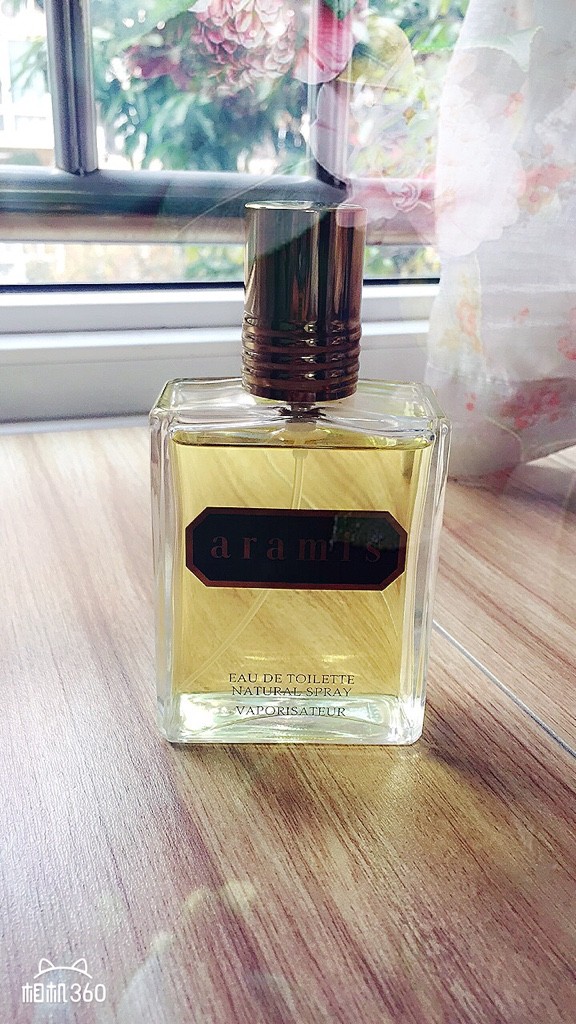 aramis
EAU DE TOILETTE
NATURAL SPRAY
VAPORISATEUR
相机360